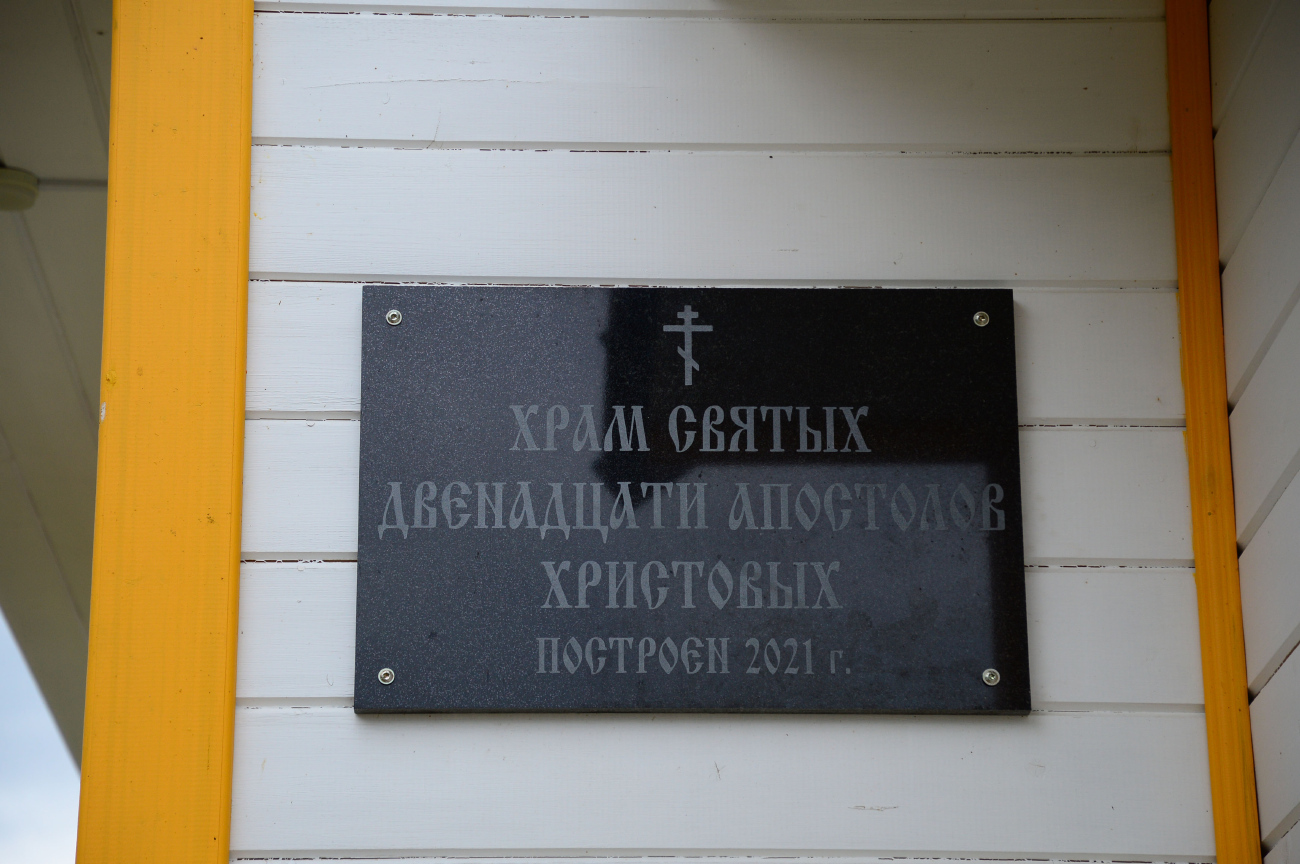 ХРАМ СВЯТЫХ
ДВЕНАДЦАТИ АПОСТОЛОВ
ХРИСТОВЫХ
ПОСТРОЕН 2021 г.